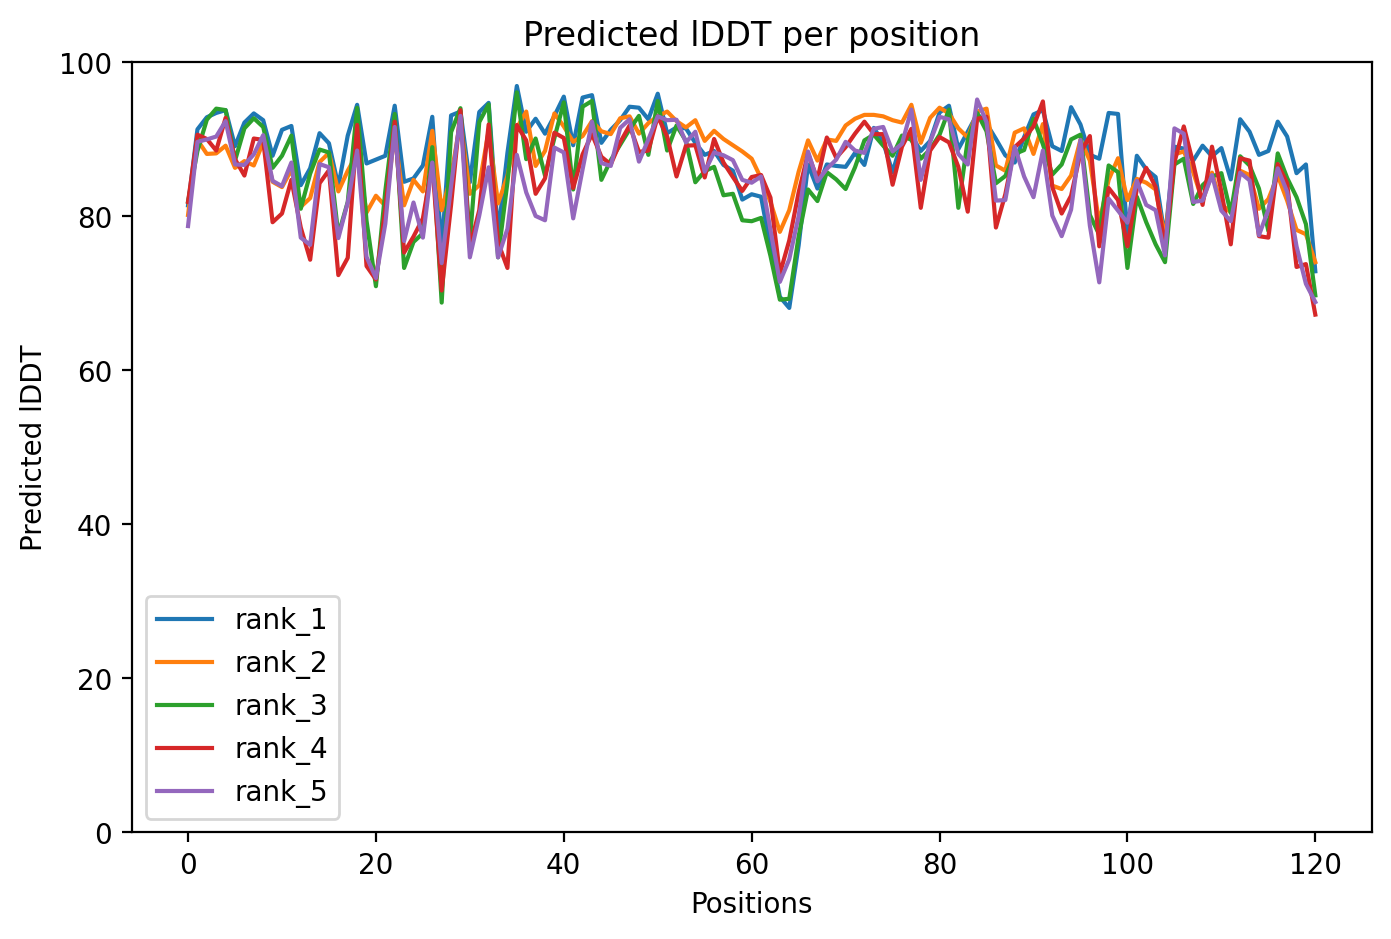 Predicted lDDT per position
100
80
60
40
20
0
Predicted lDDT
rank_1
rank_2
rank_3
rank_4
rank_5
0 20 40 60 80 100 120
Positions